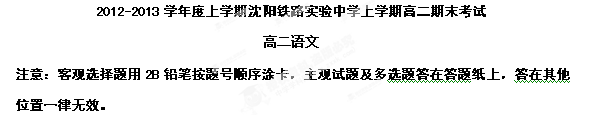 2012-2013 学年度上学期沈阳铁路实验中学上学期高二期末考试
高二语文
注意：客观选择题用 2B 铅笔按题号顺序涂卡，主观试题及多选题答在答题纸上，答在其他
位置一律无效。